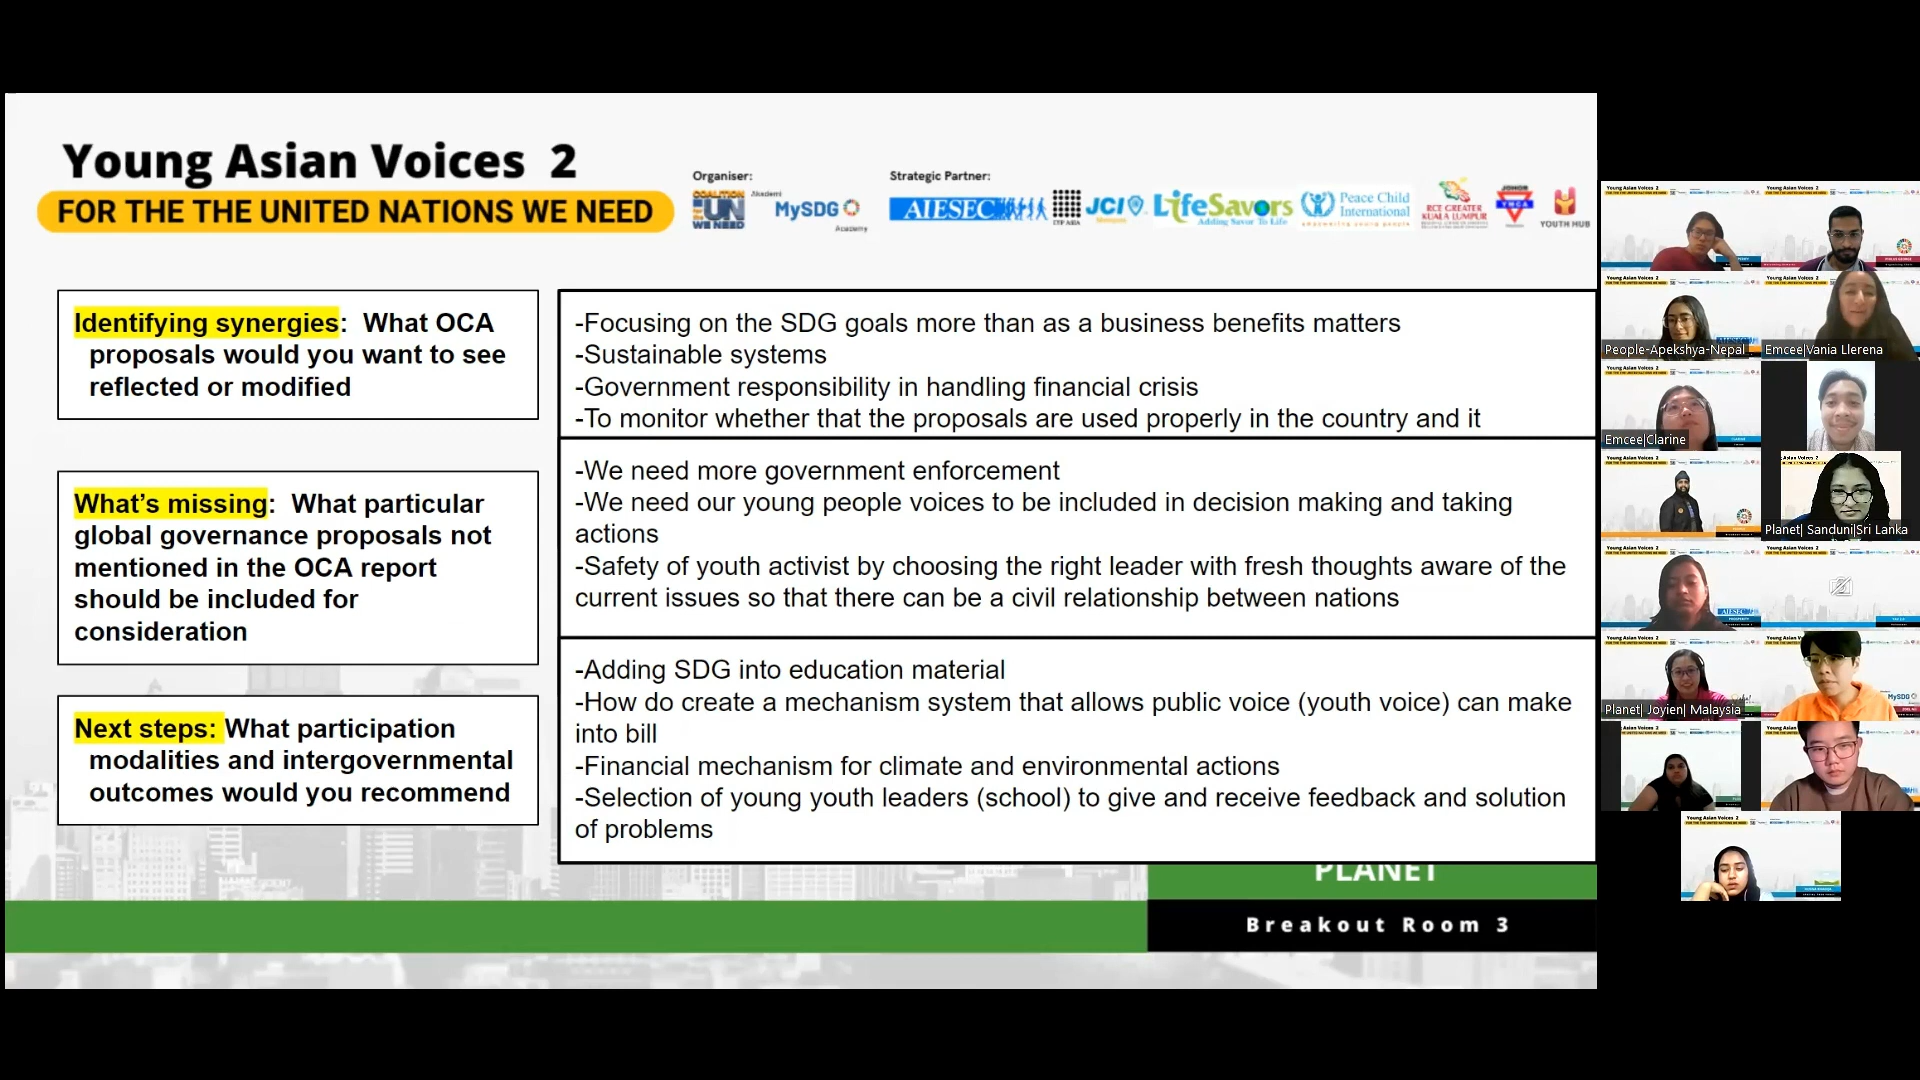 Young Asian Voices 2
FOR THE THE UNITED NATIONS WE NEED
Organiser:
COALITION
UN
WE NEED
Akademi
MySDG
Academy
Strategic Partner:
AIESEC
JCI
LifeSavors
Adding Savor To Life
Peace Child
International
empowering young people
RCE GREATER
KUALA LUMPUR
JOHOR
YMCA
YOUTH HUB
Identifying synergies: What OCA
proposals would you want to see
reflected or modified
-Focusing on the SDG goals more than as a business benefits matters
-Sustainable systems
-Government responsibility in handling financial crisis
-To monitor whether that the proposals are used properly in the country and it
What's missing: What particular
global governance proposals not
mentioned in the OCA report
should be included for
consideration
-We need more government enforcement
-We need our young people voices to be included in decision making and taking
actions
-Safety of youth activist by choosing the right leader with fresh thoughts aware of the
current issues so that there can be a civil relationship between nations
Next steps: What participation
modalities and intergovernmental
outcomes would you recommend
-Adding SDG into education material
-How do create a mechanism system that allows public voice (youth voice) can make
into bill
-Financial mechanism for climate and environmental actions
-Selection of young youth leaders (school) to give and receive feedback and solution
of problems
PLANET
Breakout Room 3
People-Apekshya-Nepal
Emcee|Vania Llerena
Emcee|Clarine
Planet| Sanduni|Sri Lanka
Planet| Joyien| Malaysia